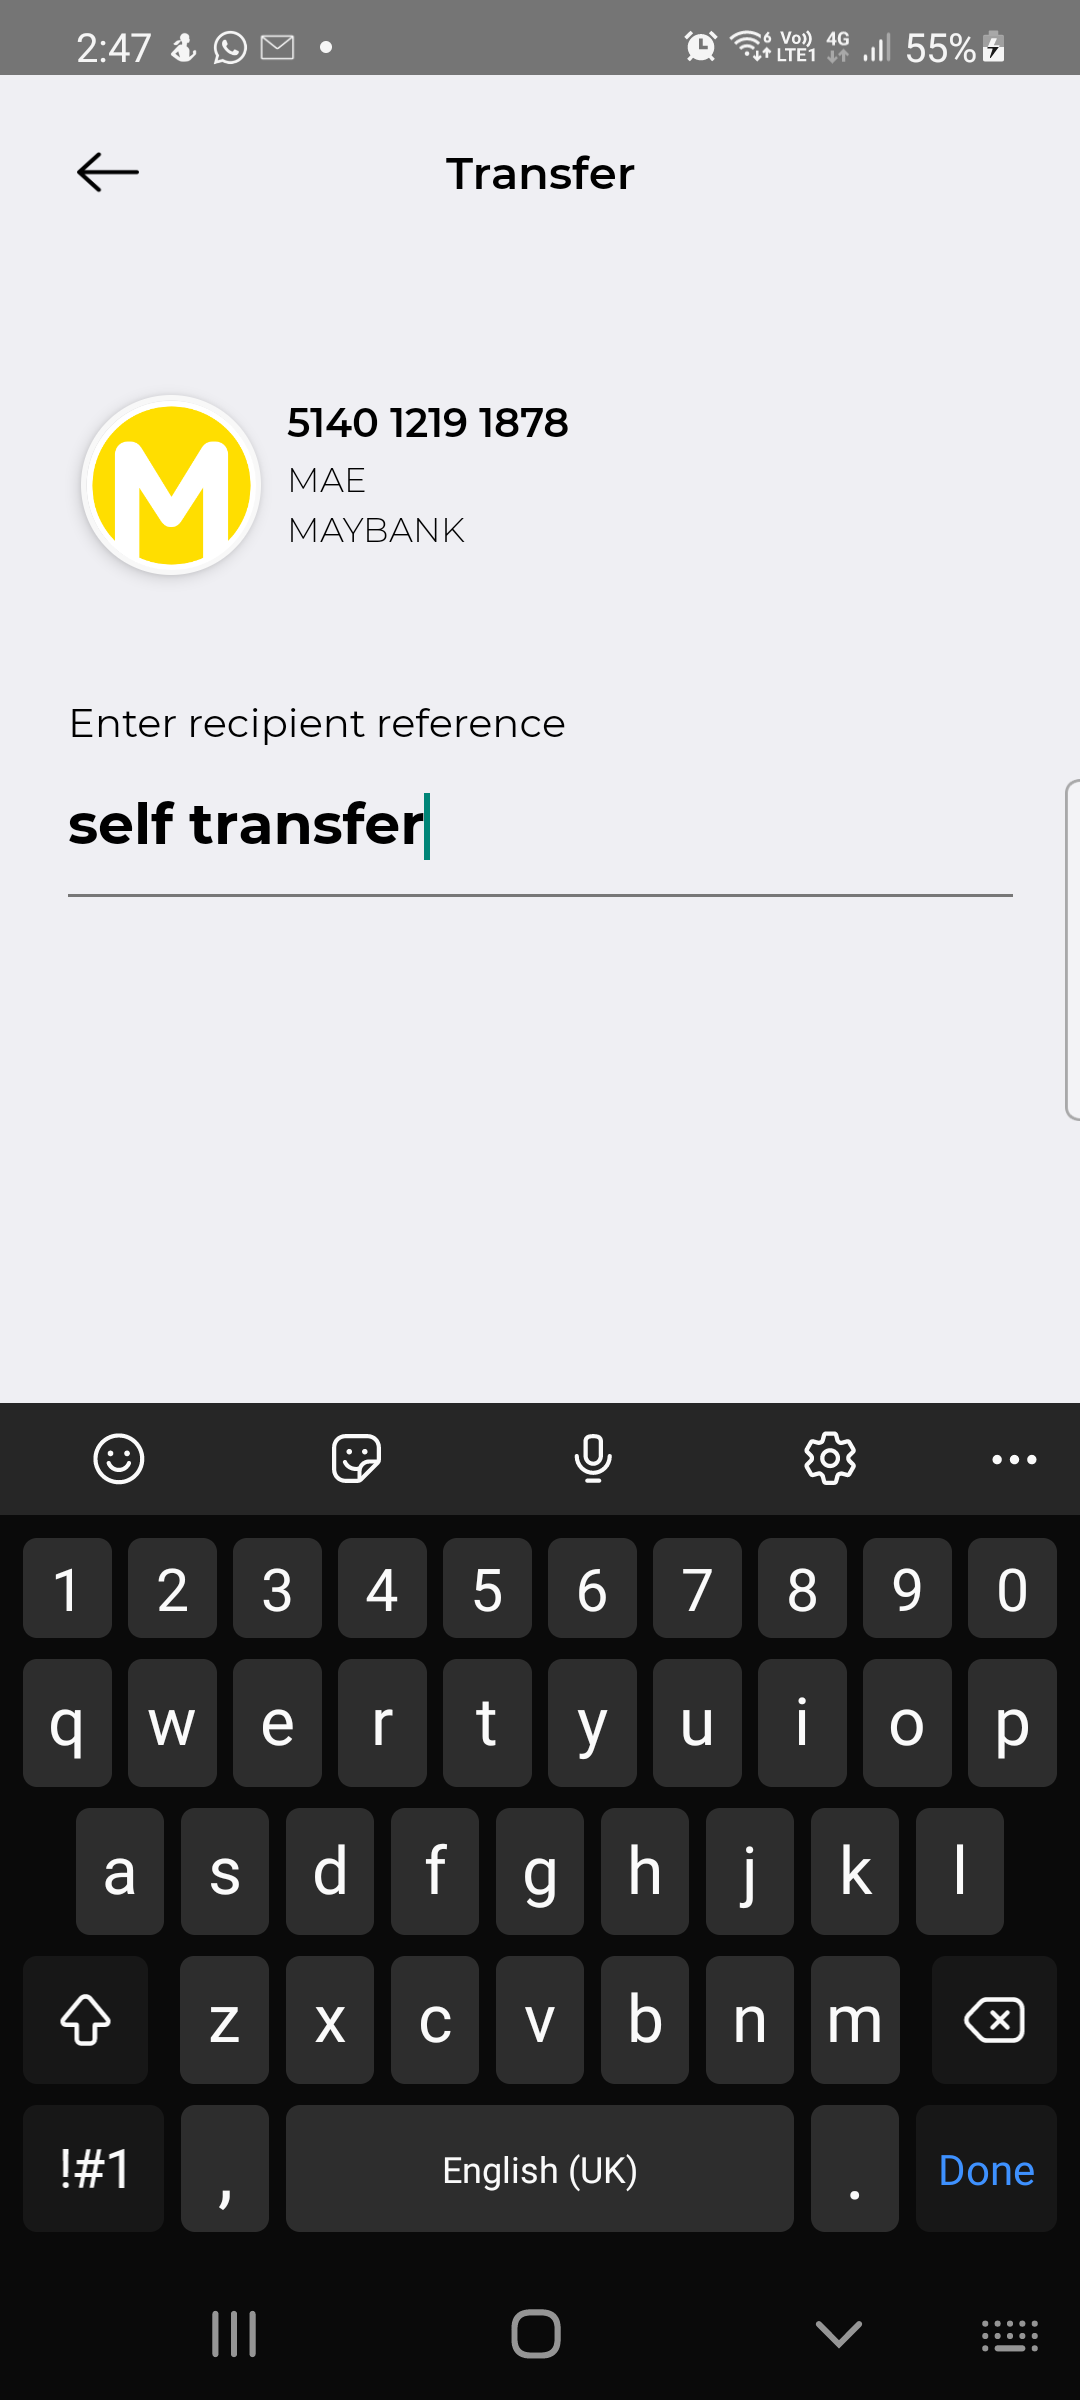 2:47
6 Vo)) 4G 55%
LTE1
Transfer
5140 1219 1878
MAE
MAYBANK
Enter recipient reference
self transfer
1 2 3 4 5 6 7 8 9 0
q w e r t y u i o p
a s d f g h j k l
z x c v b n m
!#1 , English (UK) . Done